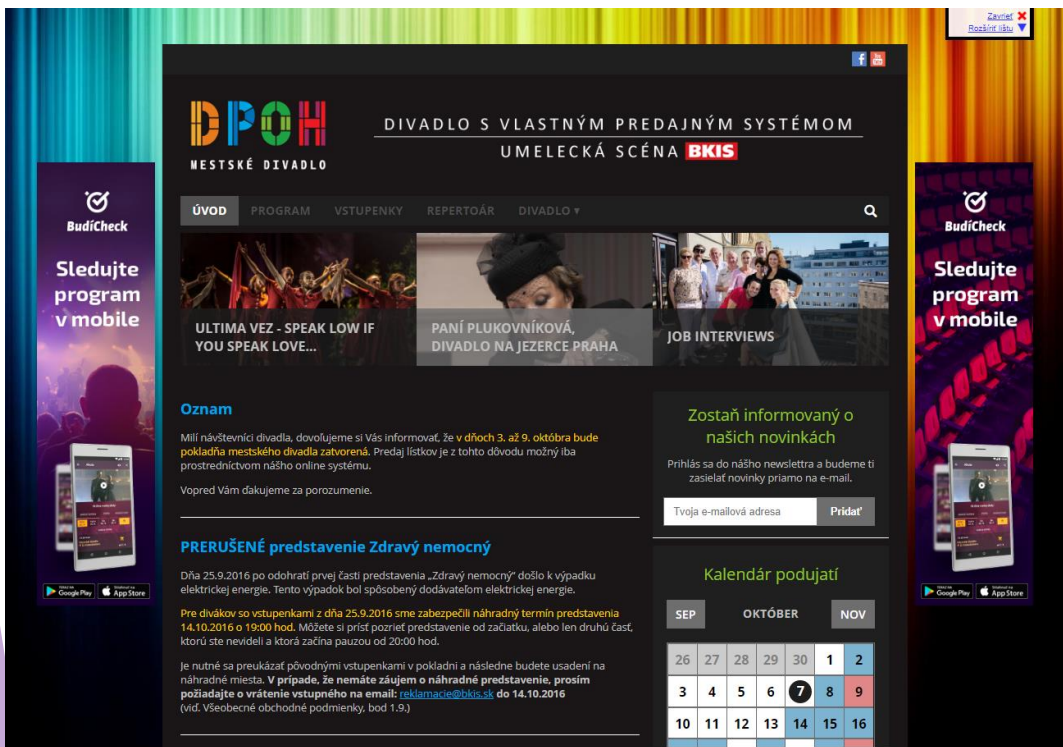 Zavrieť
Rozšíriť lištu
DPOH
MESTSKÉ DIVADLO
DIVADLO S VLASTNÝM PREDAJNÝM SYSTÉMOM
UMELECKÁ SCÉNA BKIS
ÚVOD PROGRAM VSTUPENKY REPERTOÁR DIVADLO
BudíCheck
Sledujte
program
v mobile
Google Play App Store
ULTIMA VEZ - SPEAK LOW IF
YOU SPEAK LOVE...
PANÍ PLUKOVNÍKOVÁ,
DIVADLO NA JEZERCE PRAHA
JOB INTERVIEWS
BudíCheck
Sledujte
program
v mobile
Google Play App Store
Oznam
Milí návštevníci divadla, dovoľujeme si Vás informovať, že v dňoch 3. až 9. októbra bude
pokladňa mestského divadla zatvorená. Predaj lístkov je z tohto dôvodu možný iba
prostredníctvom nášho online systému.
Vopred Vám ďakujeme za porozumenie.
PRERUŠENÉ predstavenie Zdravý nemocný
Dňa 25.9.2016 po odohratí prvej časti predstavenia „Zdravý nemocný“ došlo k výpadku
elektrickej energie. Tento výpadok bol spôsobený dodávateľom elektrickej energie.
Pre divákov so vstupenkami z dňa 25.9.2016 sme zabezpečili náhradný termín predstavenia
14.10.2016 o 19:00 hod. Môžete si prísť pozrieť predstavenie od začiatku, alebo len druhú časť,
ktorú ste nevideli a ktorá začína pauzou od 20:00 hod.
Je nutné sa preukázať pôvodnými vstupenkami v pokladni a následne budete usadení na
náhradné miesta. V prípade, že nemáte záujem o náhradné predstavenie, prosím
požiadajte o vrátenie vstupného na email: reklamacie@bkis.sk do 14.10.2016
(viď. Všeobecné obchodné podmienky, bod 1.9.)
Zostaň informovaný o
našich novinkách
Prihlás sa do nášho newslettra a budeme ti
zasielať novinky priamo na e-mail.
Tvoja e-mailová adresa Pridať
Kalendár podujatí
SEP OKTÓBER NOV
26 27 28 29 30 1 2
3 4 5 6 7 8 9
10 11 12 13 14 15 16